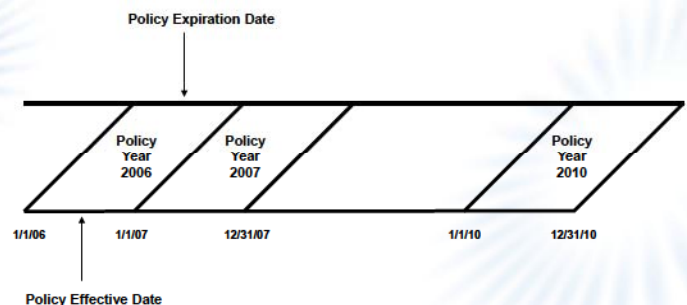 Policy Expiration Date
Policy
Year
2006
Policy
Year
2007
Policy
Year
2010
1/1/06
1/1/07
12/31/07
1/1/10
12/31/10
Policy Effective Date